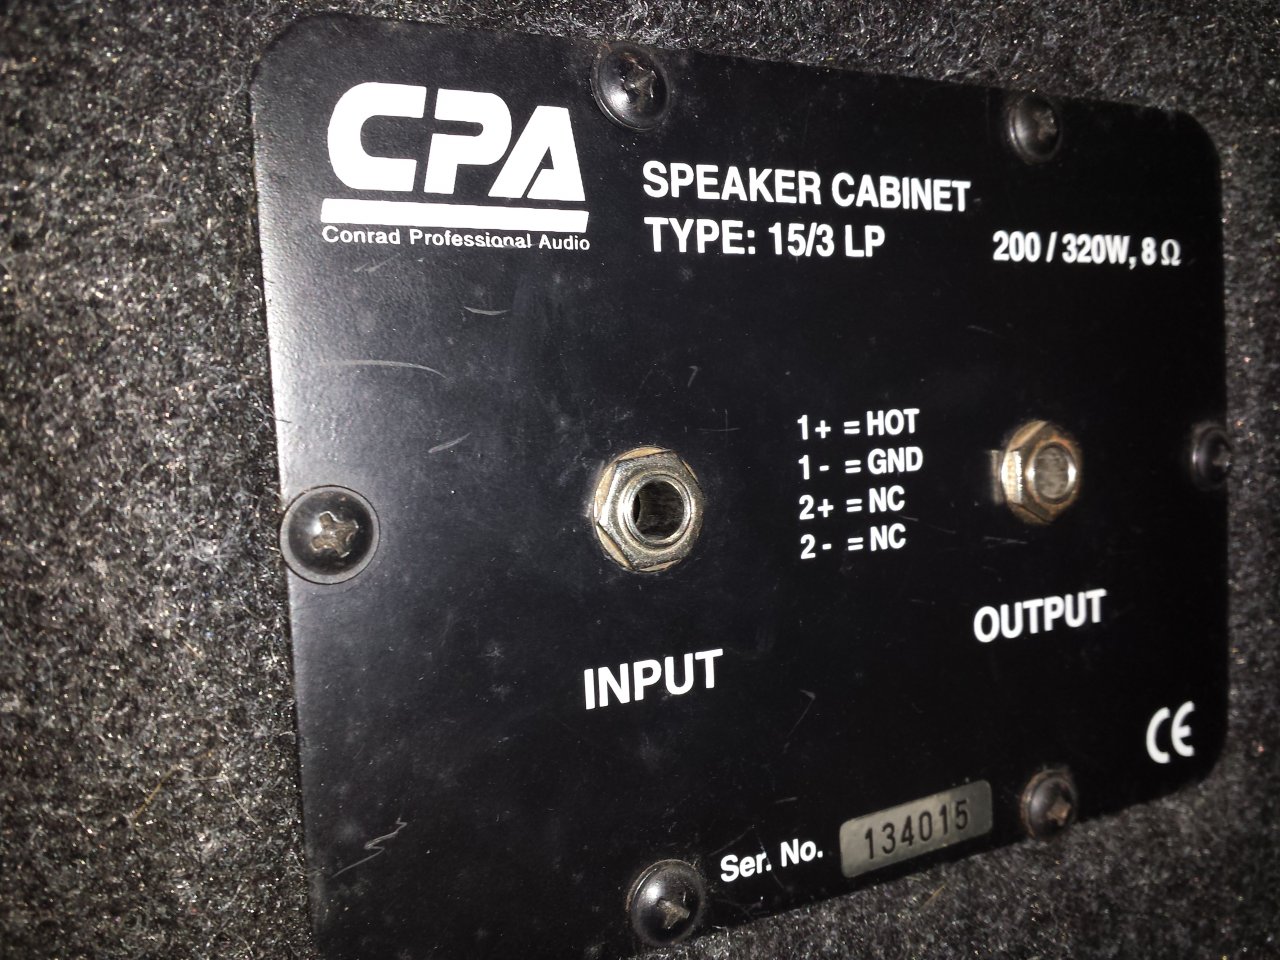 CPA
Conrad Professional Audio
SPEAKER CABINET
TYPE: 15/3 LP
200 / 320W, 8 Ω
1+ = HOT
1- = GND
2+ = NC
2- = NC
INPUT
OUTPUT
CE
Ser. No. 134015